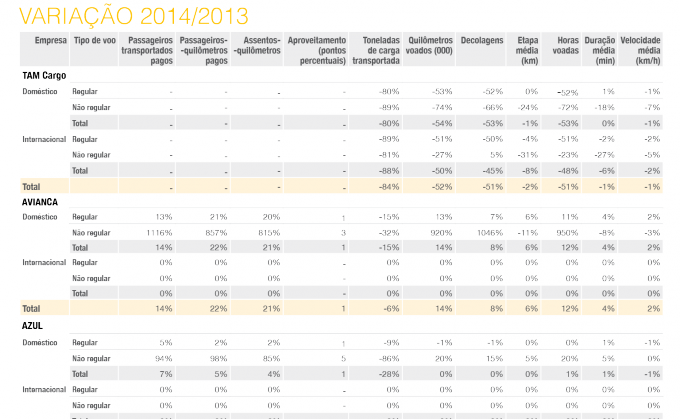 VARIAÇÃO 2014/2013
Empresa Tipo de voo Passageiros transportados pagos Passageiros--quilômetros pagos Assentos--quilômetros Aproveitamento (pontos percentuais) Toneladas de carga transportada Quilômetros voados (000) Decolagens Etapa média (km) Horas voadas Duração média (min) Velocidade média (km/h)
TAM Cargo
Doméstico Regular - - - - -80% -53% -52% 0% -52% 1% -1%
Não regular - - - - -89% -74% -66% -24% -72% -18% -7%
Total - - - - -80% -54% -53% -1% -53% 0% -1%
Internacional Regular - - - - -89% -51% -50% -4% -51% -2% -2%
Não regular - - - - -81% -27% 5% -31% -23% -27% -5%
Total - - - - -88% -50% -45% -8% -48% -6% -2%
Total - - - - -84% -52% -51% -2% -51% -1% -1%
AVIANCA
Doméstico Regular 13% 21% 20% 1 -15% 13% 7% 6% 11% 4% 2%
Não regular 1116% 857% 815% 3 -32% 920% 1046% -11% 950% -8% -3%
Total 14% 22% 21% 1 -15% 14% 8% 6% 12% 4% 2%
Internacional Regular 0% 0% 0% - 0% 0% 0% 0% 0% 0% 0%
Não regular 0% 0% 0% - 0% 0% 0% 0% 0% 0% 0%
Total 0% 0% 0% - 0% 0% 0% 0% 0% 0% 0%
Total 14% 22% 21% 1 -6% 14% 8% 6% 12% 4% 2%
AZUL
Doméstico Regular 5% 2% 2% 1 -9% -1% -1% 0% 0% 1% -1%
Não regular 94% 98% 85% 5 -86% 20% 15% 5% 20% 5% 0%
Total 7% 5% 4% 1 -28% 0% 0% 0% 1% 1% -1%
Internacional Regular 0% 0% 0% - 0% 0% 0% 0% 0% 0% 0%
Não regular 0% 0% 0% - 0% 0% 0% 0% 0% 0% 0%